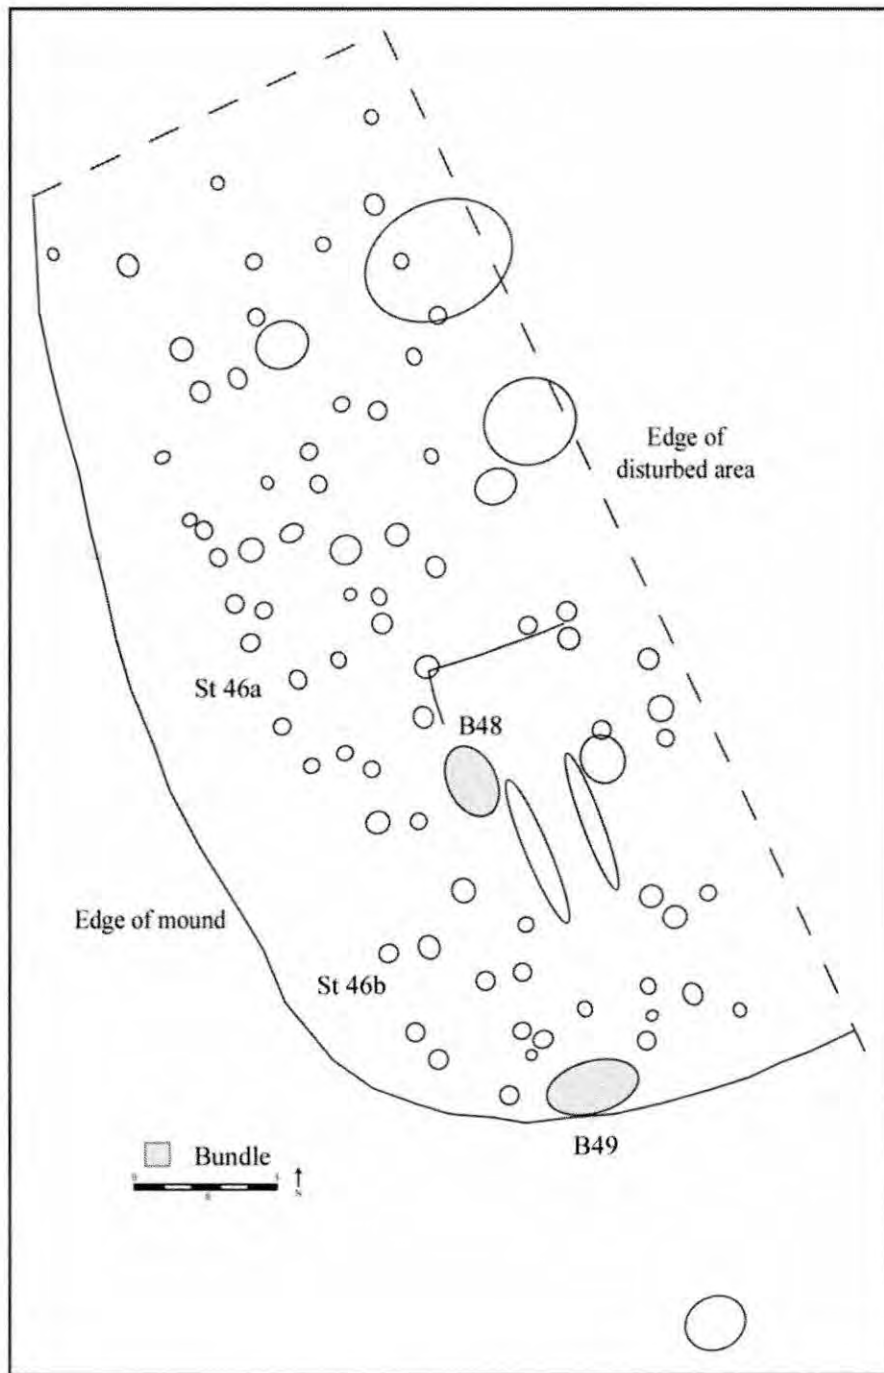 Edge of
disturbed area
St 46a
B48
Edge of mound
St 46b
B49
Bundle
N